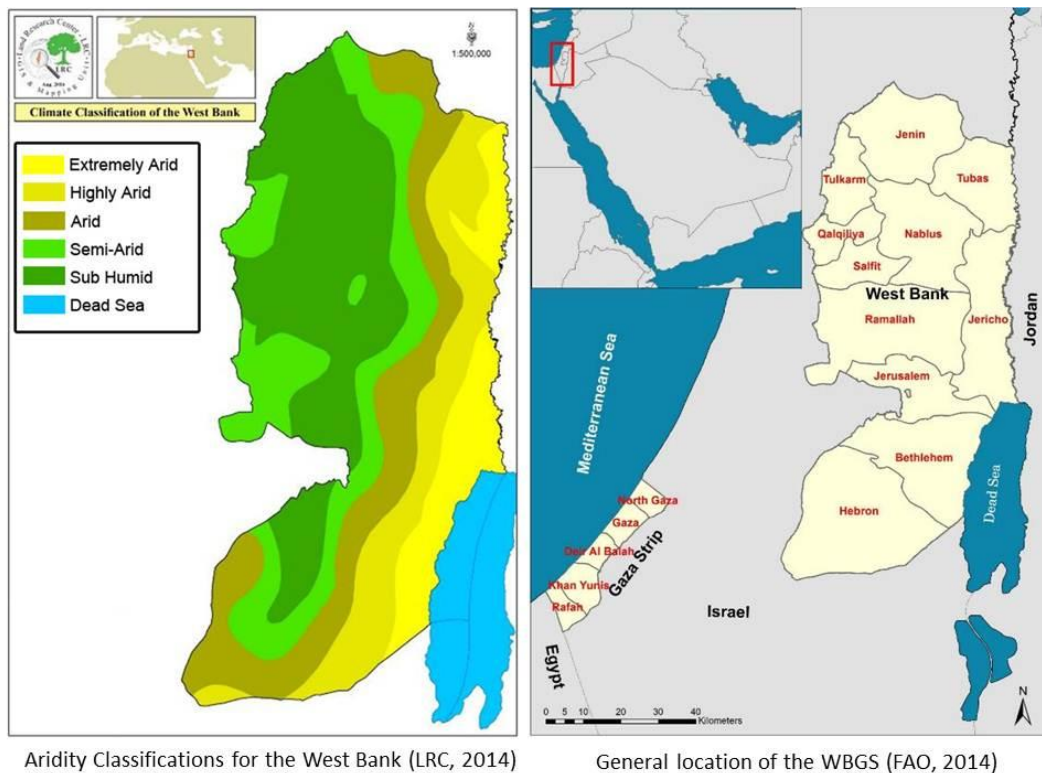 Land Research Center - LRC
GIS & Mapping Unit
LRC
1:500,000
Climate Classification of the West Bank
Extremely Arid
Highly Arid
Arid
Semi-Arid
Sub Humid
Dead Sea
Jenin
Tulkarm
Tubas
Qalqiliya
Nablus
Salfit
West Bank
Ramallah
Jericho
Jordan
Jerusalem
Mediterranean Sea
Bethlehem
Dead Sea
Hebron
North Gaza
Gaza
Deir Al Balah
Gaza Strip
Khan Yunis
Rafah
Israel
Egypt
N
0 5 10 20 30 40
Kilometers
Aridity Classifications for the West Bank (LRC, 2014)
General location of the WBGS (FAO, 2014)